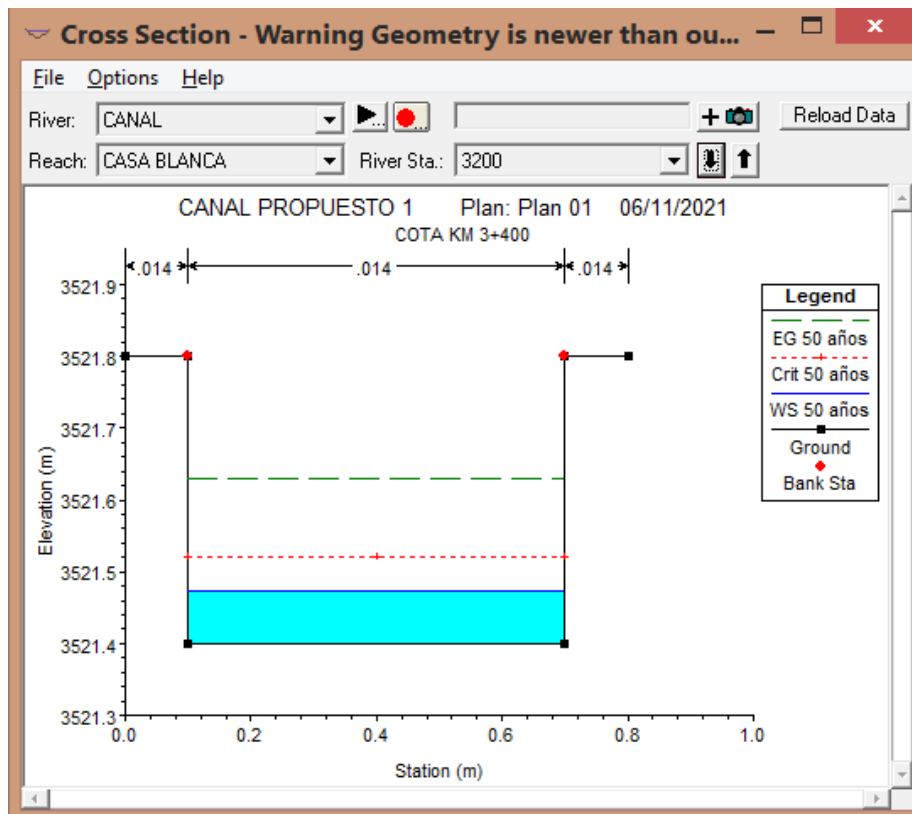 Cross Section - Warning Geometry is newer than ou...
File Options Help
River: CANAL Reload Data
Reach: CASA BLANCA River Sta.: 3200
CANAL PROPUESTO 1 Plan: Plan 01 06/11/2021
COTA KM 3+400
.014 .014 .014
3521.9
3521.8
3521.7
3521.6
3521.5
3521.4
3521.3
Elevation (m)
0.0 0.2 0.4 0.6 0.8 1.0
Station (m)
Legend
EG 50 años
Crit 50 años
WS 50 años
Ground
Bank Sta